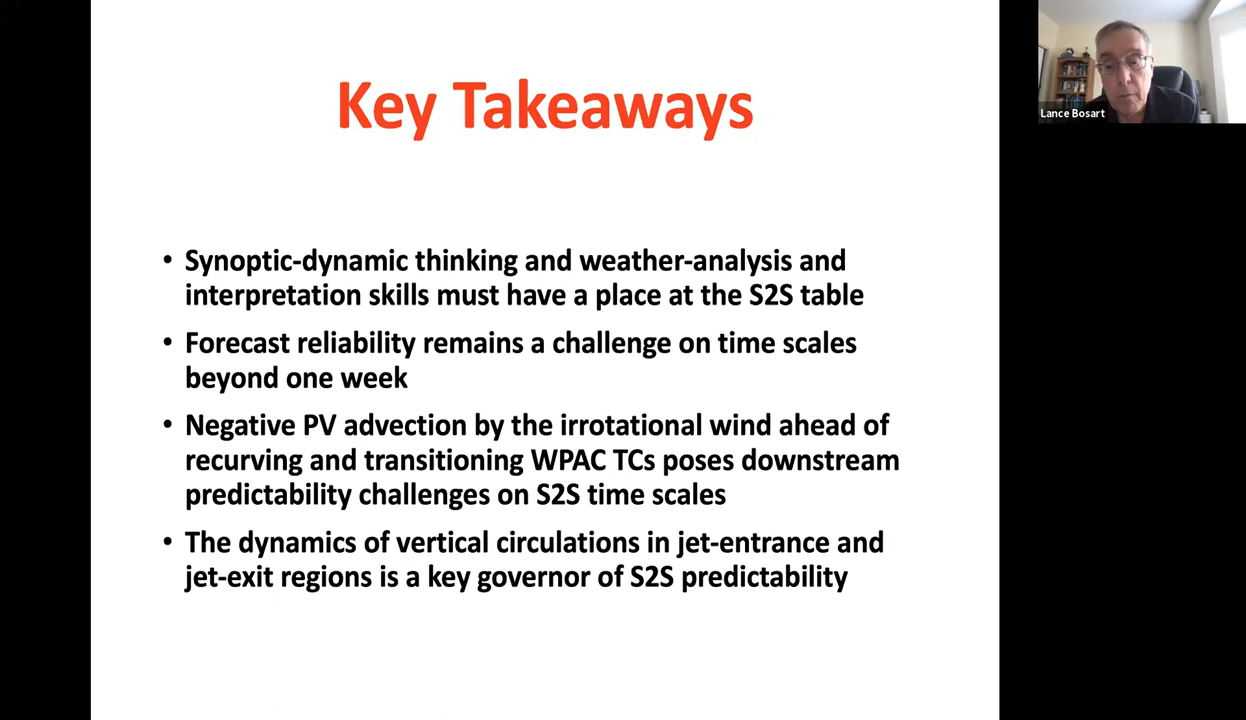 Key Takeaways
Lance Bosart
• Synoptic-dynamic thinking and weather-analysis and
interpretation skills must have a place at the S2S table
• Forecast reliability remains a challenge on time scales
beyond one week
• Negative PV advection by the irrotational wind ahead of
recurving and transitioning WPAC TCs poses downstream
predictability challenges on S2S time scales
• The dynamics of vertical circulations in jet-entrance and
jet-exit regions is a key governor of S2S predictability